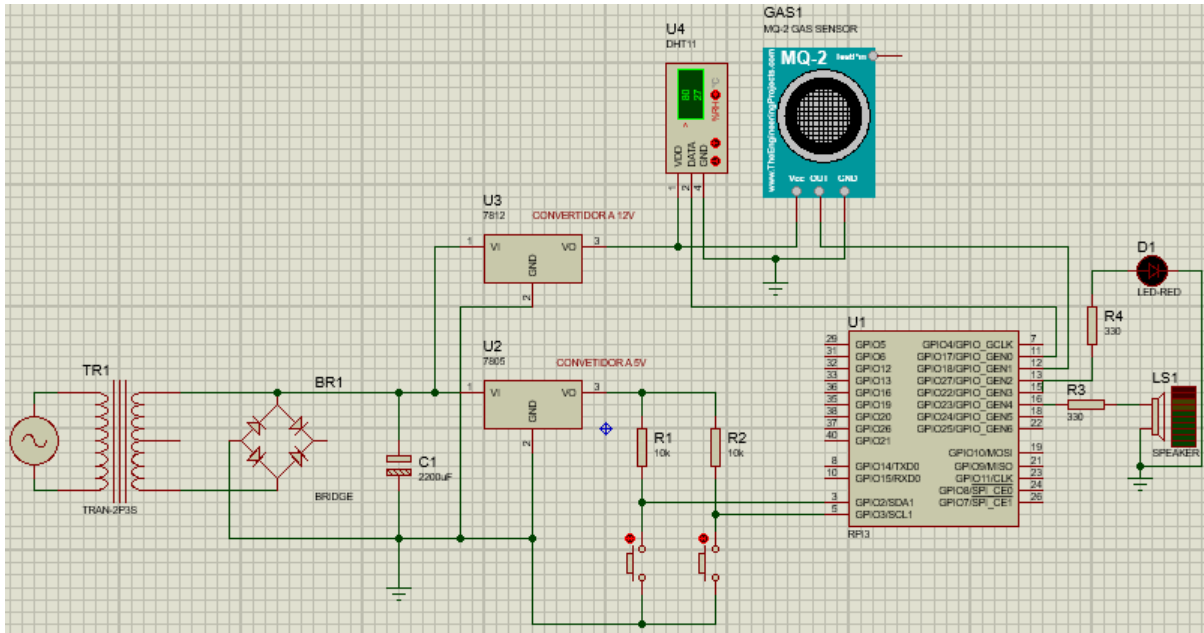 GAS1
MQ-2 GAS SENSOR
U4
DHT11
MQ-2
www.TheEngineeringProjects.com
Vcc OUT GND
80
27
%RH
°C
>
VDD
DATA
GND
1
2
4
U3
7812
CONVERTIDOR A 12V
1
VI
VO
3
GND
2
U2
7805
CONVETIDOR A 5V
1
VI
VO
3
GND
2
TR1
TRAN-2P3S
BR1
BRIDGE
C1
2200uF
R1
10k
R2
10k
D1
LED-RED
R4
330
R3
330
LS1
SPEAKER
U1
29 GPIO5 GPIO4/GPIO_GCLK 7
31 GPIO6 GPIO17/GPIO_GEN0 11
32 GPIO12 GPIO18/GPIO_GEN1 12
33 GPIO13 GPIO27/GPIO_GEN2 13
36 GPIO16 GPIO22/GPIO_GEN3 15
35 GPIO19 GPIO23/GPIO_GEN4 16
38 GPIO20 GPIO24/GPIO_GEN5 18
37 GPIO26 GPIO25/GPIO_GEN6 22
40 GPIO21
GPIO10/MOSI 19
8 GPIO14/TXD0 GPIO9/MISO 21
10 GPIO15/RXD0 GPIO11/CLK 23
GPIO8/SPI_CE0 24
3 GPIO2/SDA1 GPIO7/SPI_CE1 26
5 GPIO3/SCL1
RPI3